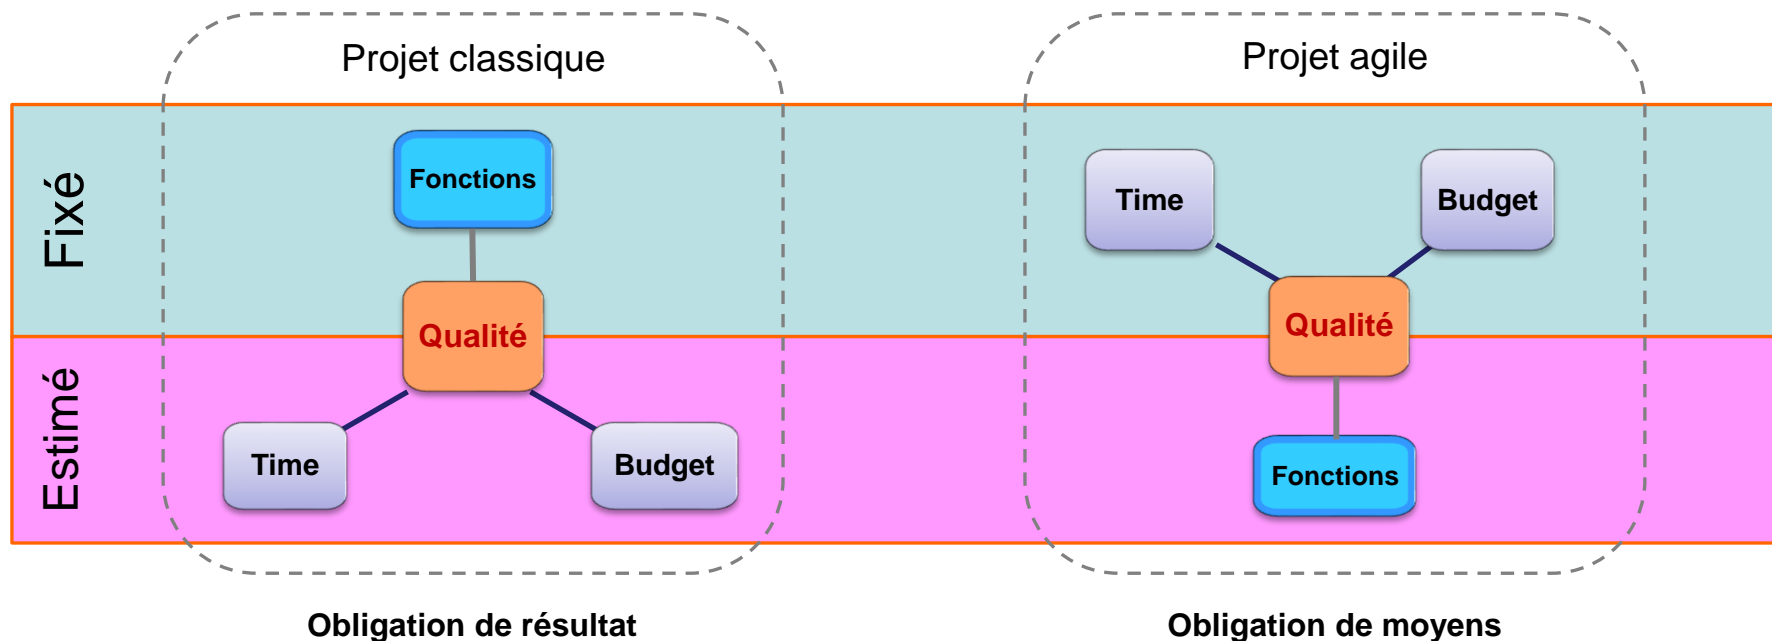 Projet classique
Projet agile
Fixé
Fonctions
Time
Budget
Qualité
Qualité
Estimé
Time
Budget
Fonctions
Obligation de résultat
Obligation de moyens